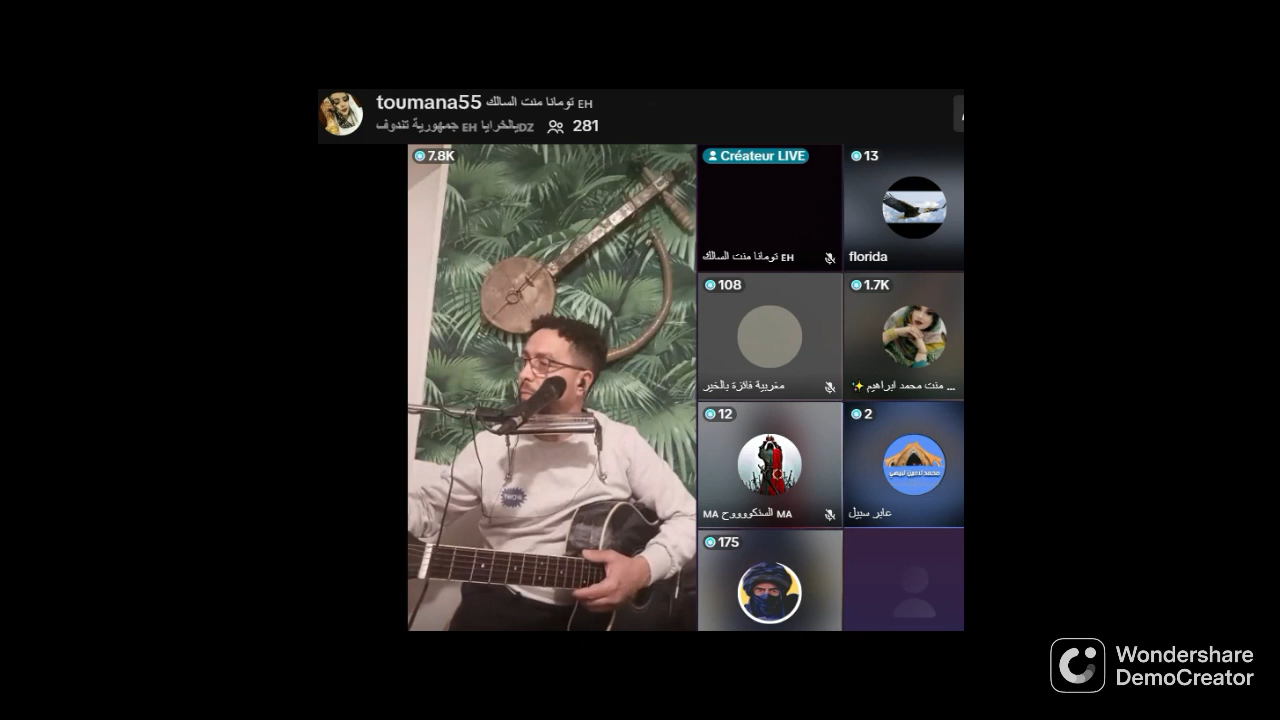 toumana55 تومانا منت السالك EH
بالخرايا EH جمهورية تندوف DZ 281
7.8K
Créateur LIVE
13
تومانا منت السالك EH
florida
108
1.7K
مغربية فائزة بالخير
منت محمد ابراهيم ...
12
2
MA السنكوووح MA
عابر سبيل
175
Wondershare
DemoCreator